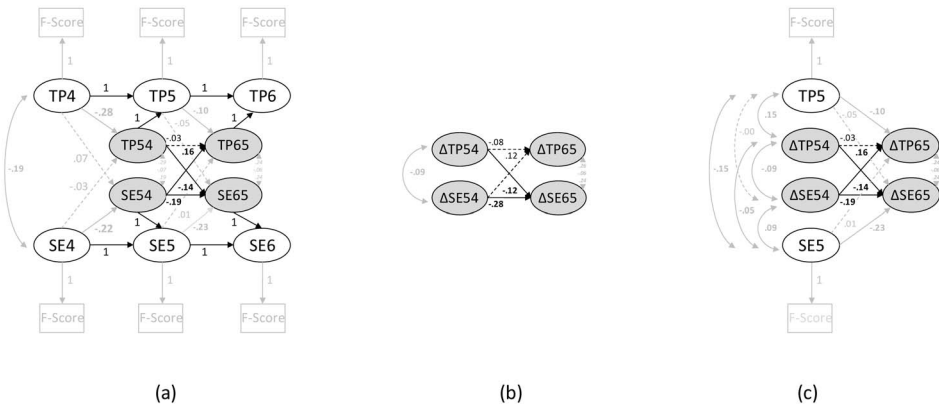 F-Score F-Score F-Score F-Score
1 1 1 1
TP4 1 TP5 1 TP6 TP5
-.28 1 -.10 1 -.05 -.10
-.05 .15 -.00
TP54 -.03 TP65 ΔTP54 -.08 ΔTP65 ΔTP54 -.03 ΔTP65
.07 .16 .12 .16
-.19 -.09 -.15 -.09
-.03 -.14 -.12 -.14
SE54 -.19 SE65 ΔSE54 -.28 ΔSE65 ΔSE54 -.19 ΔSE65
-.22 1 .01 -.23 1 -.05 .09 .01 -.23
SE4 1 SE5 1 SE6 SE5
1 1 1 1
F-Score F-Score F-Score F-Score
(a) (b) (c)